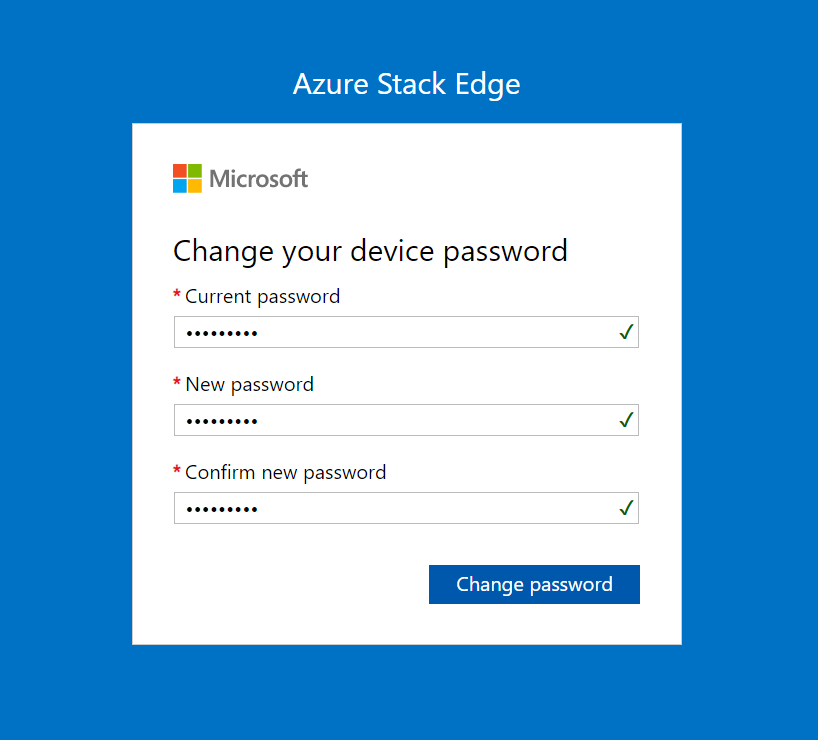 Azure Stack Edge
Microsoft
Change your device password
* Current password
•••••••••
* New password
•••••••••
* Confirm new password
•••••••••
Change password